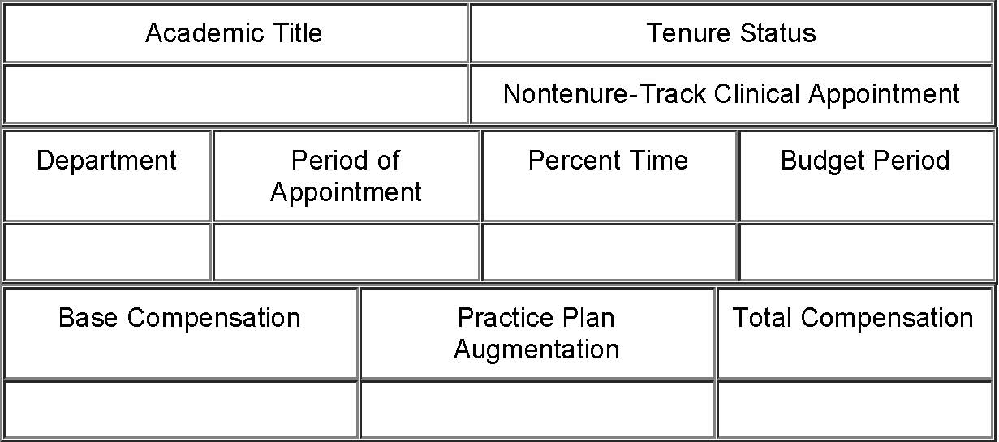 Academic Title
Tenure Status
Nontenure-Track Clinical Appointment
Department
Period of
Appointment
Percent Time
Budget Period
Base Compensation
Practice Plan
Augmentation
Total Compensation